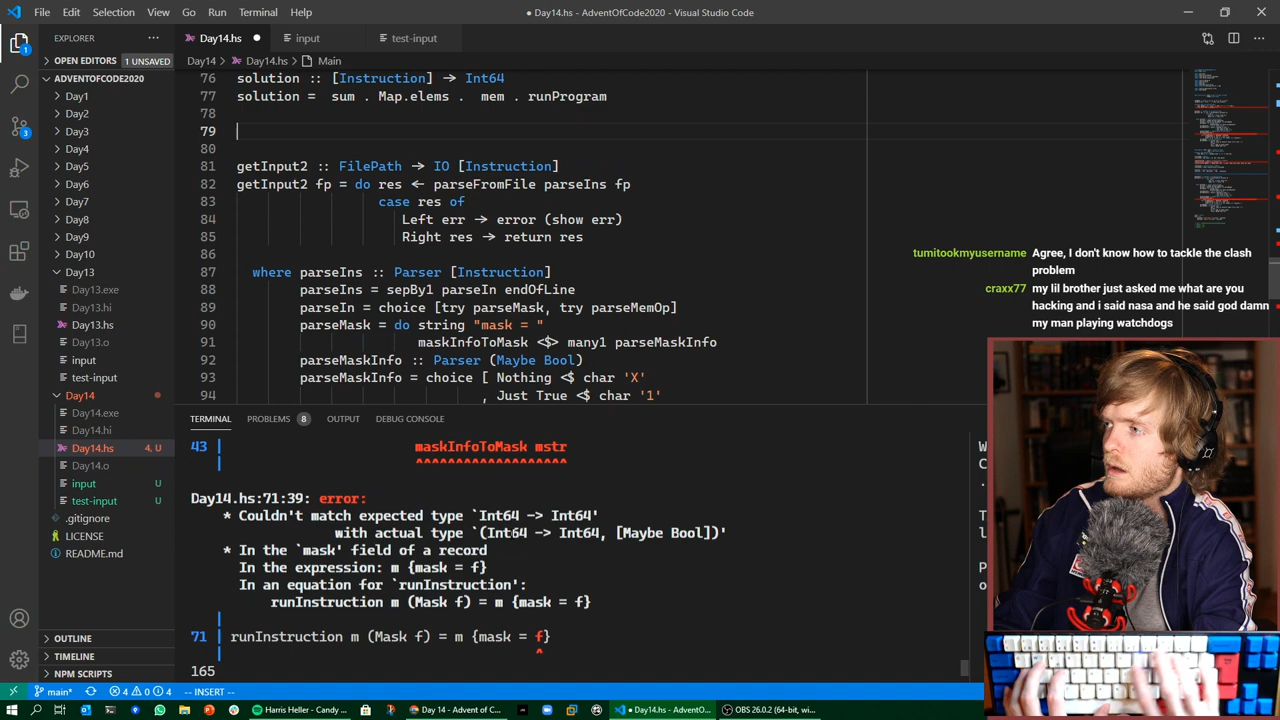 File Edit Selection View Go Run Terminal Help
● Day14.hs - AdventOfCode2020 - Visual Studio Code
EXPLORER
OPEN EDITORS 1 UNSAVED
ADVENTOFCODE2020
Day1
Day2
Day3
Day4
Day5
Day6
Day7
Day8
Day9
Day10
Day13
Day13.exe
Day13.hi
Day13.hs
Day13.o
input
test-input
Day14
Day14.exe
Day14.hi
Day14.hs 4, U
Day14.o
input U
test-input U
.gitignore
LICENSE
README.md
OUTLINE
TIMELINE
NPM SCRIPTS
Day14.hs input test-input
Day14 > Day14.hs > Main
76 solution :: [Instruction] → Int64
77 solution = sum . Map.elems . mem . runProgram
78
79
80
81 getInput2 :: FilePath → IO [Instruction]
82 getInput2 fp = do res ← parseFromFile parseIns fp
83 case res of
84 Left err → error (show err)
85 Right res → return res
86
87 where parseIns :: Parser [Instruction]
88 parseIns = sepBy1 parseIn endOfLine
89 parseIn = choice [try parseMask, try parseMemOp]
90 parseMask = do string "mask = "
91 maskInfoToMask <$> many1 parseMaskInfo
92 parseMaskInfo :: Parser (Maybe Bool)
93 parseMaskInfo = choice [ Nothing <$ char 'X'
94 , Just True <$ char '1'
tumitookmyusername Agree, I don't know how to tackle the clash
problem
craxx77 my lil brother just asked me what are you
hacking and i said nasa and he said god damn
my man playing watchdogs
TERMINAL PROBLEMS 8 OUTPUT DEBUG CONSOLE
43 | maskInfoToMask mstr
| ^^^^^^^^^^^^^^^^^^^
Day14.hs:71:39: error:
* Couldn't match expected type `Int64 -> Int64'
with actual type `(Int64 -> Int64, [Maybe Bool])'
* In the `mask' field of a record
In the expression: m {mask = f}
In an equation for `runInstruction':
runInstruction m (Mask f) = m {mask = f}
|
71 | runInstruction m (Mask f) = m {mask = f}
| ^
165
main* 4 0 4 -- INSERT --
Harris Heller - Candy ... Day 14 - Advent of C... Day14.hs - AdventO... OBS 26.0.2 (64-bit, w...